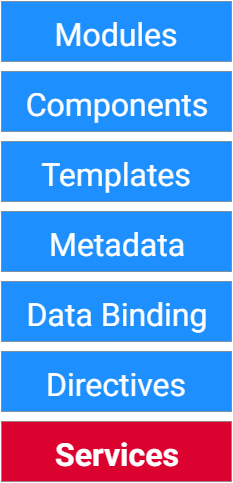 Modules
Components
Templates
Metadata
Data Binding
Directives
Services